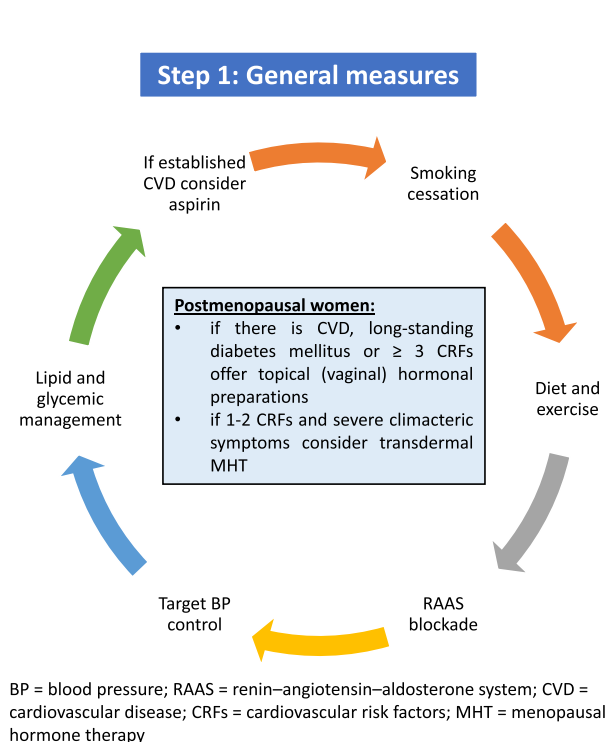 Step 1: General measures
If established
CVD consider
aspirin
Smoking
cessation
Diet and
exercise
RAAS
blockade
Target BP
control
Lipid and
glycemic
management
Postmenopausal women:
• if there is CVD, long-standing
diabetes mellitus or ≥ 3 CRFs
offer topical (vaginal) hormonal
preparations
• if 1-2 CRFs and severe climacteric
symptoms consider transdermal
MHT
BP = blood pressure; RAAS = renin–angiotensin–aldosterone system; CVD =
cardiovascular disease; CRFs = cardiovascular risk factors; MHT = menopausal
hormone therapy